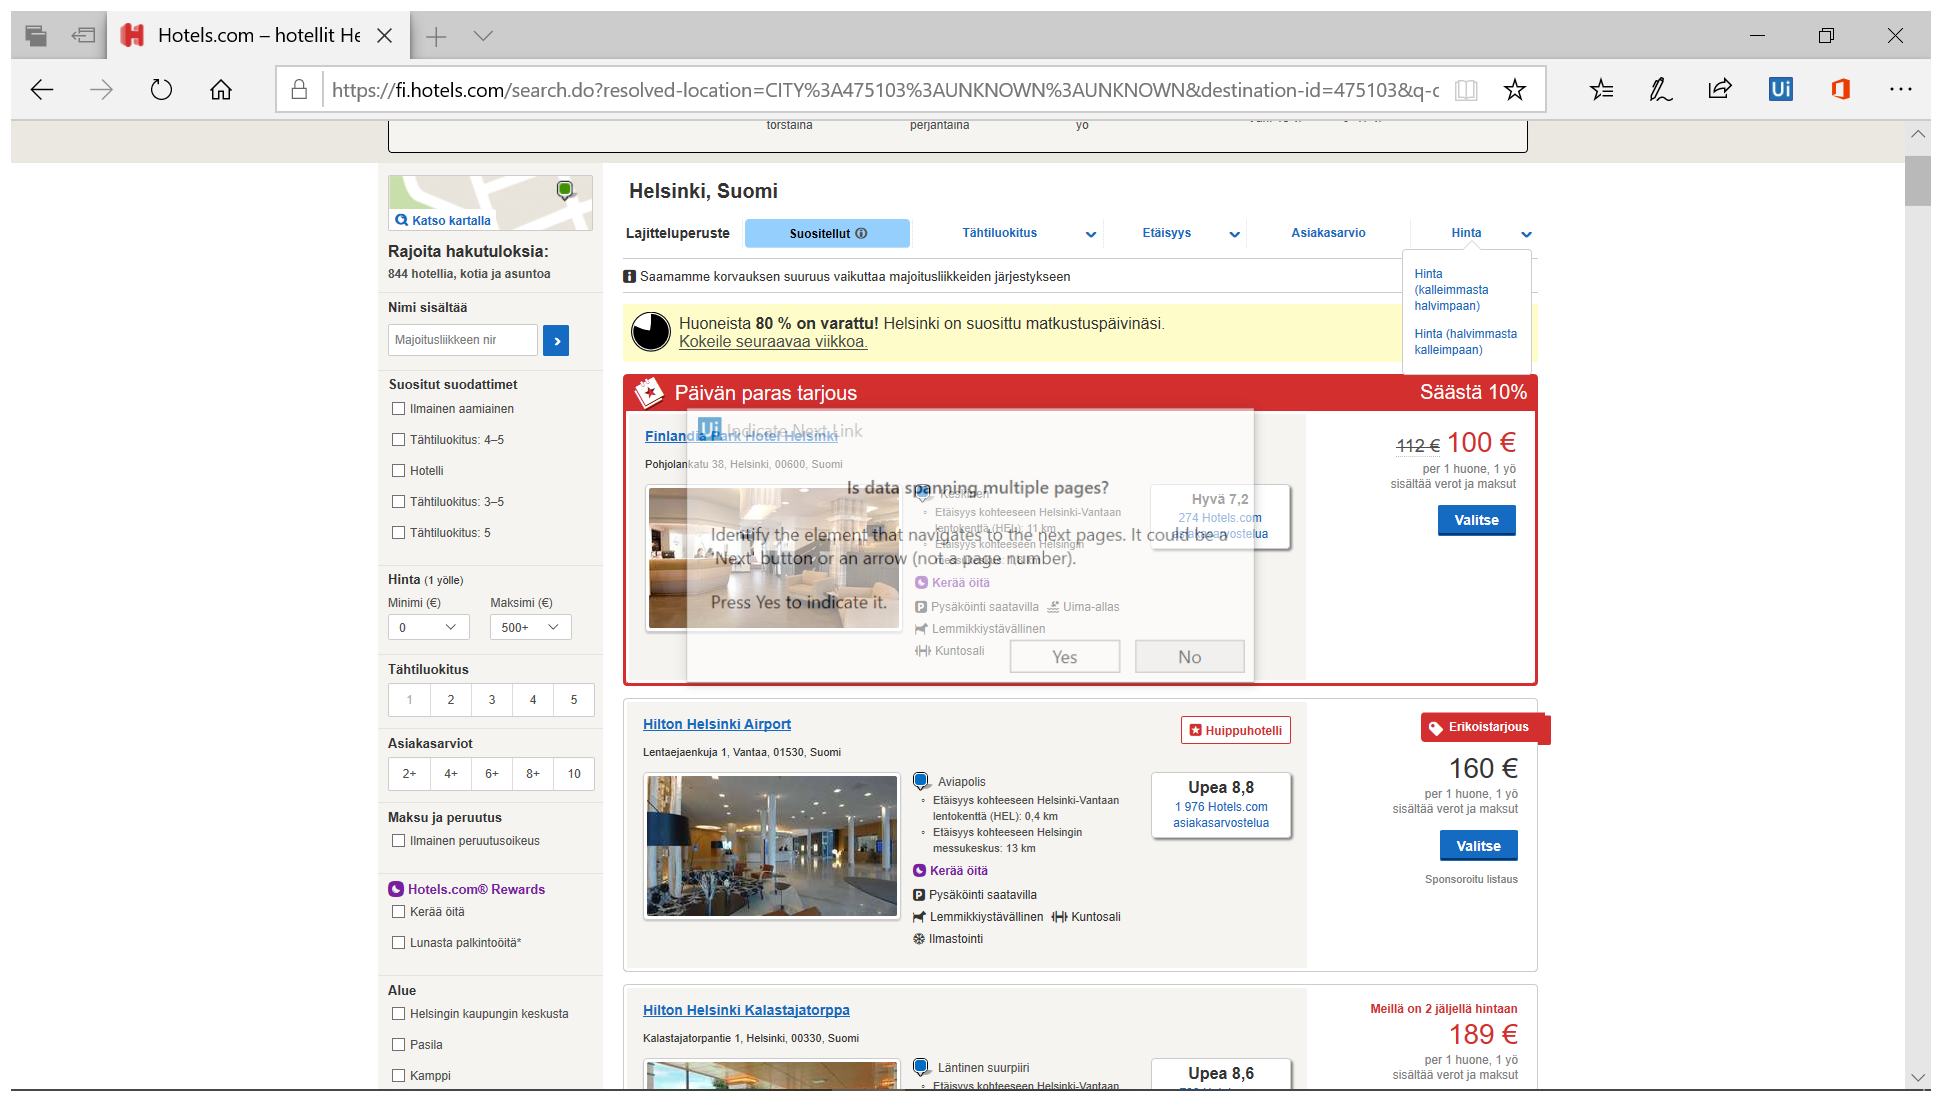 Hotels.com – hotellit He
https://fi.hotels.com/search.do?resolved-location=CITY%3A475103%3AUNKNOWN%3AUNKNOWN&destination-id=475103&q-c
Ui
torstaina
perjantaina
yö
Katso kartalla
Rajoita hakutuloksia:
844 hotellia, kotia ja asuntoa
Nimi sisältää
Majoitusliikkeen nir
Suositut suodattimet
Ilmainen aamiainen
Tähtiluokitus: 4–5
Hotelli
Tähtiluokitus: 3–5
Tähtiluokitus: 5
Hinta (1 yölle)
Minimi (€) Maksimi (€)
0 500+
Tähtiluokitus
1 2 3 4 5
Asiakasarviot
2+ 4+ 6+ 8+ 10
Maksu ja peruutus
Ilmainen peruutusoikeus
Hotels.com® Rewards
Kerää öitä
Lunasta palkintoöitä*
Alue
Helsingin kaupungin keskusta
Pasila
Kamppi
Helsinki, Suomi
Lajitteluperuste Suositellut Tähtiluokitus Etäisyys Asiakasarvio Hinta
Saamamme korvauksen suuruus vaikuttaa majoitusliikkeiden järjestykseen
Hinta
(kalleimmasta
halvimpaan)
Hinta (halvimmasta
kalleimpaan)
Huoneista 80 % on varattu! Helsinki on suosittu matkustuspäivinäsi.
Kokeile seuraavaa viikkoa.
Päivän paras tarjous Säästä 10%
Finlandia Park Hotel Helsinki
Pohjolankatu 38, Helsinki, 00600, Suomi
Keskinen
Etäisyys kohteeseen Helsinki-Vantaan
lentokenttä (HEL): 11 km
Etäisyys kohteeseen Helsingin
Kerää öitä
Pysäköinti saatavilla Uima-allas
Lemmikkiystävällinen
Kuntosali
Hyvä 7,2
274 Hotels.com
asiakasarvostelua
112 € 100 €
per 1 huone, 1 yö
sisältää verot ja maksut
Valitse
Ui Indicate Next Link
Is data spanning multiple pages?
Identify the element that navigates to the next pages. It could be a
'Next' button or an arrow (not a page number).
Press Yes to indicate it.
Yes No
Hilton Helsinki Airport
Lentaejaenkuja 1, Vantaa, 01530, Suomi
Huippuhotelli
Aviapolis
Etäisyys kohteeseen Helsinki-Vantaan
lentokenttä (HEL): 0,4 km
Etäisyys kohteeseen Helsingin
messukeskus: 13 km
Kerää öitä
Pysäköinti saatavilla
Lemmikkiystävällinen Kuntosali
Ilmastointi
Upea 8,8
1 976 Hotels.com
asiakasarvostelua
Erikoistarjous
160 €
per 1 huone, 1 yö
sisältää verot ja maksut
Valitse
Sponsoroitu listaus
Hilton Helsinki Kalastajatorppa
Kalastajatorpantie 1, Helsinki, 00330, Suomi
Läntinen suurpiiri
Etäisyys kohteeseen Helsinki-Vantaan
Upea 8,6
Meillä on 2 jäljellä hintaan
189 €
per 1 huone, 1 yö
sisältää verot ja maksut